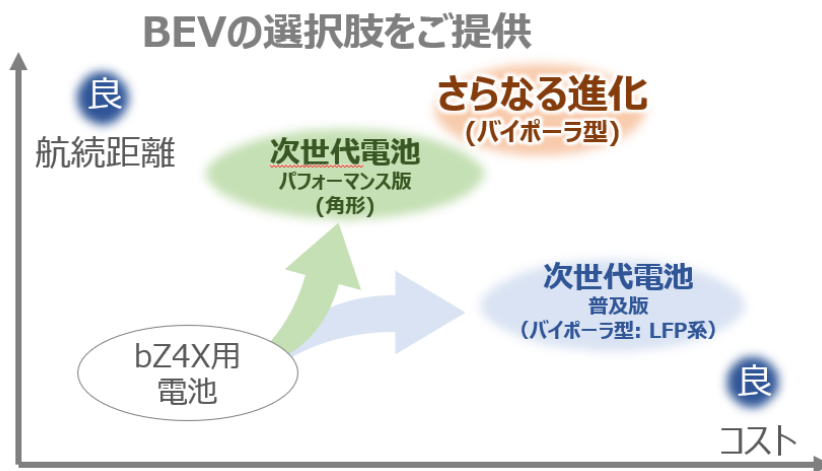 BEVの選択肢をご提供
良
航続距離
さらなる進化
(バイポーラ型)
次世代電池
パフォーマンス版
(角形)
次世代電池
普及版
(バイポーラ型: LFP系)
bZ4X用
電池
良
コスト